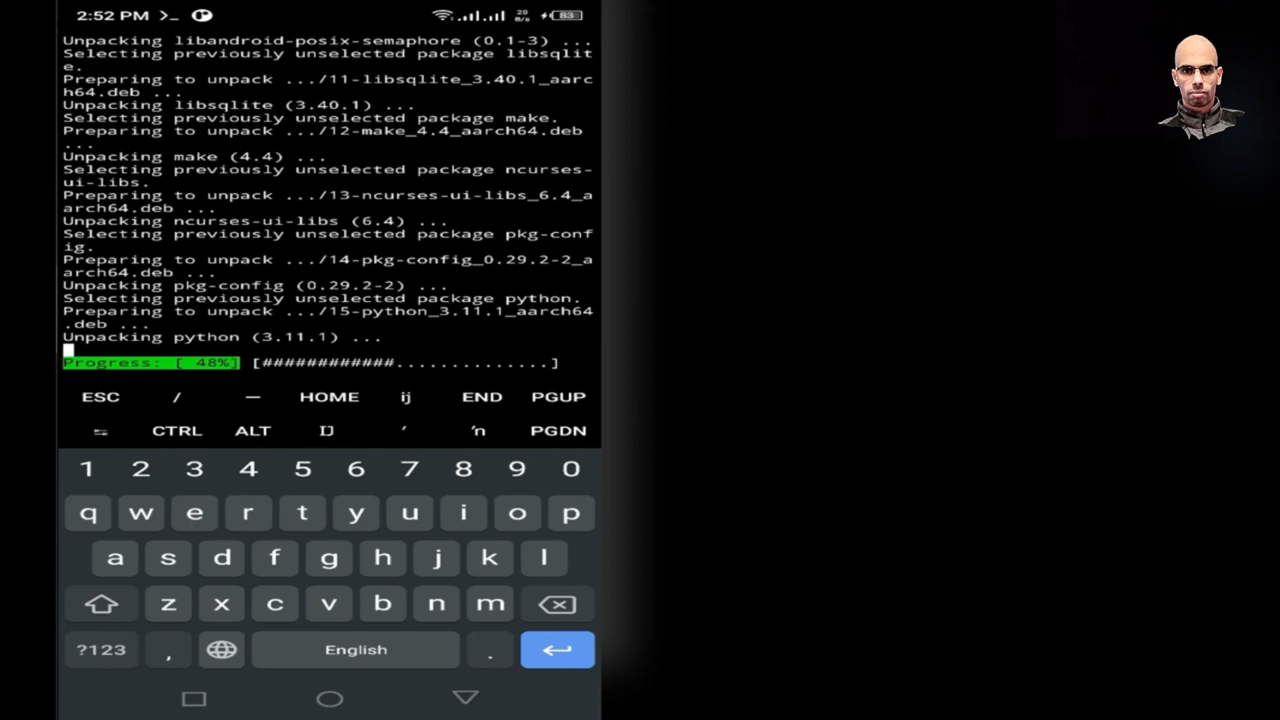 2:52 PM >_ 20 B/s 83
Unpacking libandroid-posix-semaphore (0.1-3) ...
Selecting previously unselected package libsqlit
e.
Preparing to unpack .../11-libsqlite_3.40.1_aarc
h64.deb ...
Unpacking libsqlite (3.40.1) ...
Selecting previously unselected package make.
Preparing to unpack .../12-make_4.4_aarch64.deb
...
Unpacking make (4.4) ...
Selecting previously unselected package ncurses-
ui-libs.
Preparing to unpack .../13-ncurses-ui-libs_6.4_a
arch64.deb ...
Unpacking ncurses-ui-libs (6.4) ...
Selecting previously unselected package pkg-conf
ig.
Preparing to unpack .../14-pkg-config_0.29.2-2_a
arch64.deb ...
Unpacking pkg-config (0.29.2-2) ...
Selecting previously unselected package python.
Preparing to unpack .../15-python_3.11.1_aarch64
.deb ...
Unpacking python (3.11.1) ...
Progress: [ 48%] [############..............]
ESC / — HOME ĳ END PGUP
CTRL ALT Ĳ ʹ ŉ PGDN
1 2 3 4 5 6 7 8 9 0
q w e r t y u i o p
a s d f g h j k l
z x c v b n m
?123 , English .